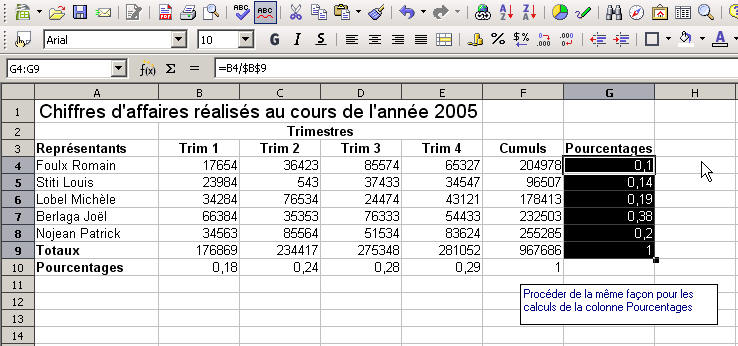 ABC ABC
Arial 10 G I S % $% .000 .000
G4:G9 f(x) Σ = =B4/$B$9
A B C D E F G H
1 Chiffres d'affaires réalisés au cours de l'année 2005
2 Trimestres
3 Représentants Trim 1 Trim 2 Trim 3 Trim 4 Cumuls Pourcentages
4 Foulx Romain 17654 36423 85574 65327 204978 0,1
5 Stiti Louis 23984 543 37433 34547 96507 0,14
6 Lobel Michèle 34284 76534 24474 43121 178413 0,19
7 Berlaga Joël 66384 35353 76333 54433 232503 0,38
8 Nojean Patrick 34563 85564 51534 83624 255285 0,2
9 Totaux 176869 234417 275348 281052 967686 1
10 Pourcentages 0,18 0,24 0,28 0,29 1
11
12
13
14
Procéder de la même façon pour les
calculs de la colonne Pourcentages